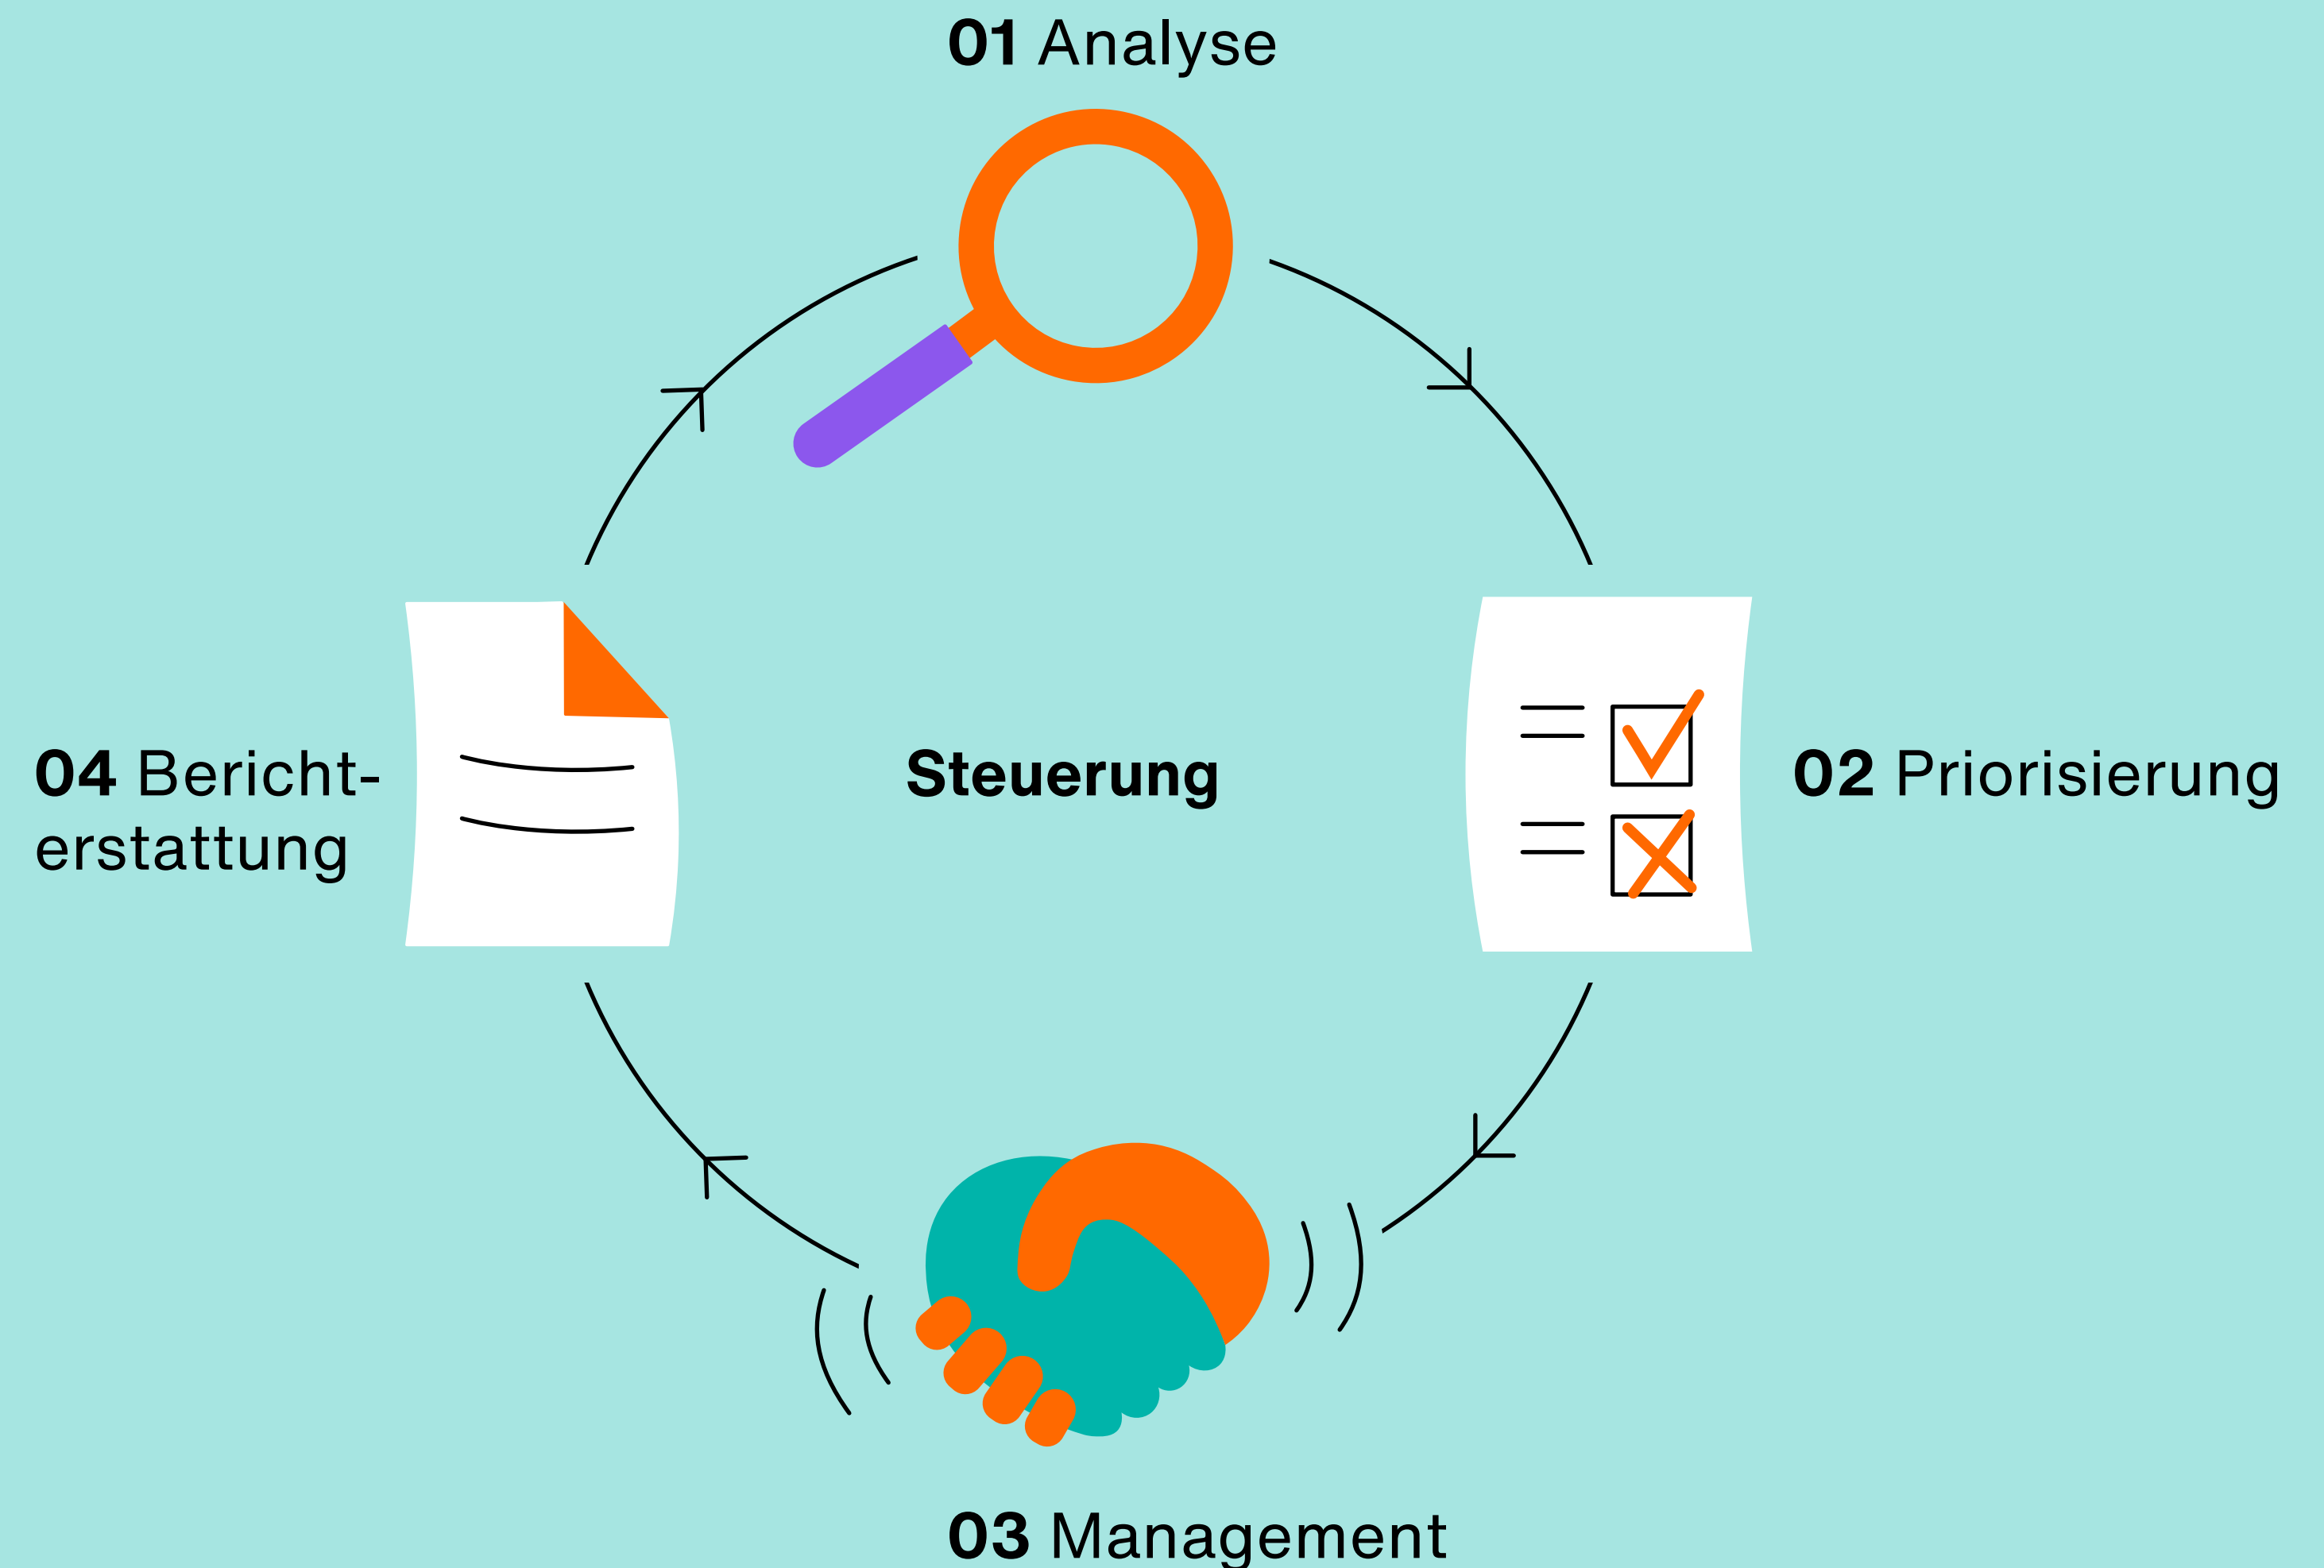 01 Analyse
04 Bericht-
erstattung
Steuerung
02 Priorisierung
03 Management